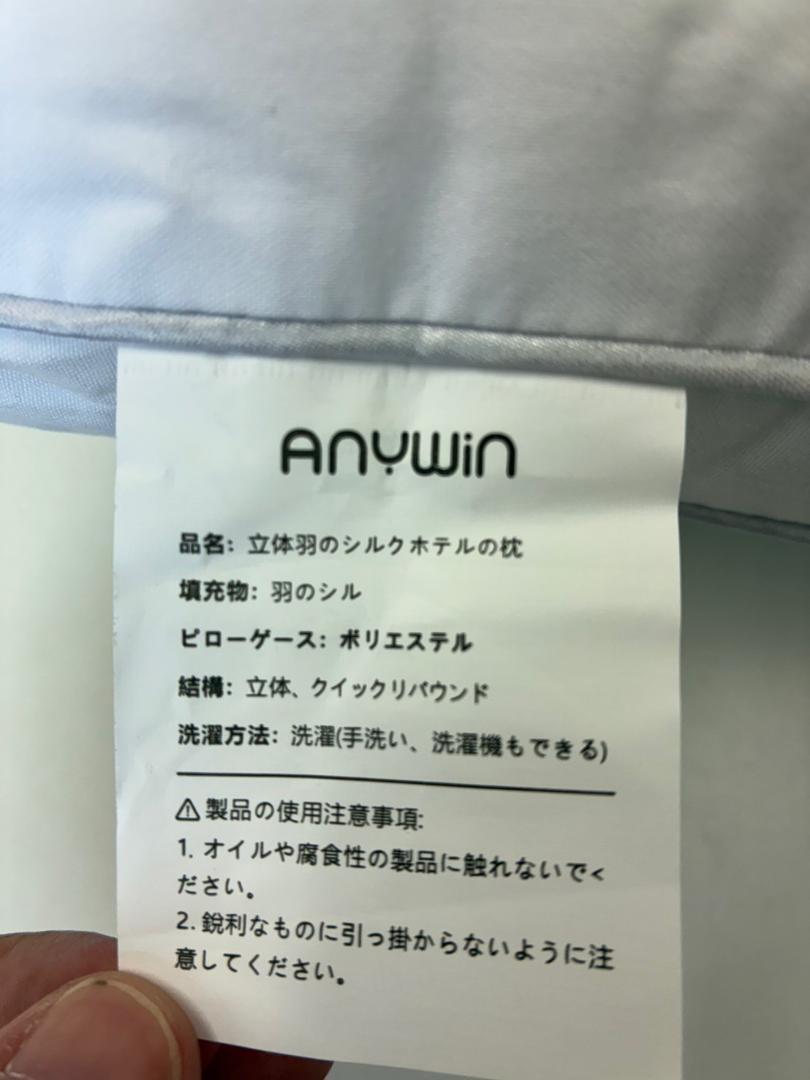 ANYWiN
品名: 立体羽のシルクホテルの枕
填充物: 羽のシル
ピローゲース: ポリエステル
結構: 立体、クイックリバウンド
洗濯方法: 洗濯(手洗い、洗濯機もできる)
⚠製品の使用注意事項:
1. オイルや腐食性の製品に触れないでく
ださい。
2. 鋭利なものに引っ掛からないように注
意してください。